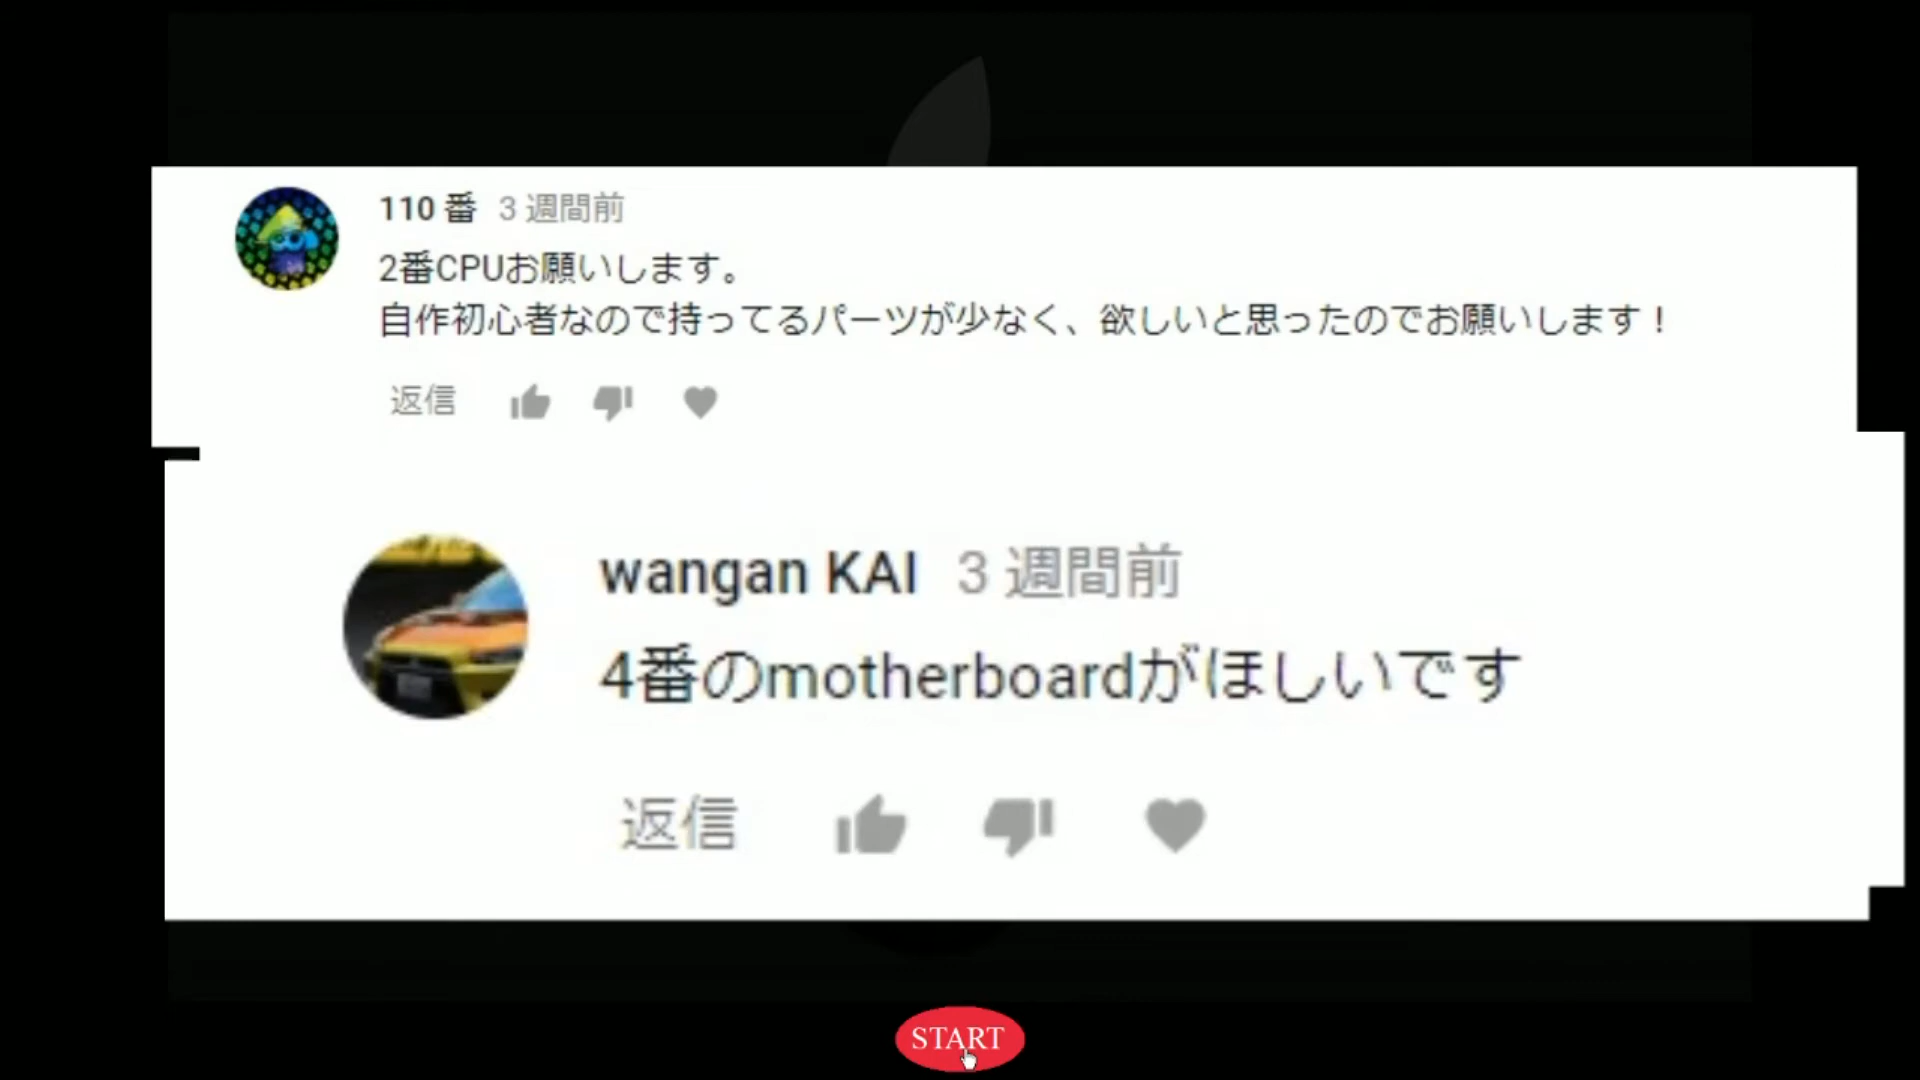 110 番 3 週間前
2番CPUお願いします。
自作初心者なので持ってるパーツが少なく、欲しいと思ったのでお願いします！
返信
wangan KAI 3 週間前
4番のmotherboardがほしいです
返信
START